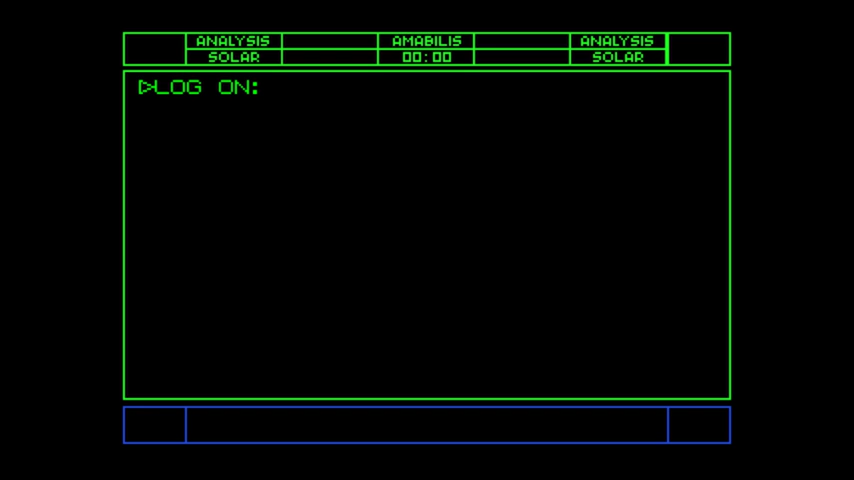 ANALYSIS AMABILIS ANALYSIS
SOLAR 00:00 SOLAR
▷LOG ON: